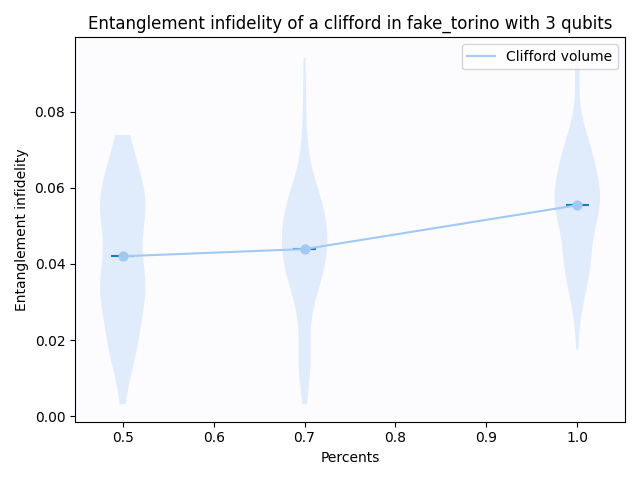 Entanglement infidelity of a clifford in fake_torino with 3 qubits
Clifford volume
Entanglement infidelity
0.08
0.06
0.04
0.02
0.00
0.5
0.6
0.7
0.8
0.9
1.0
Percents